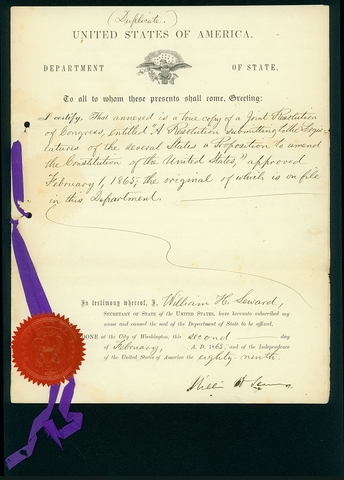 (Duplicate.)
UNITED STATES OF AMERICA.
DEPARTMENT OF STATE.
To all to whom these presents shall come, Greeting:
I certify, That annexed is a true copy of a Joint Resolution
of Congress, entitled "A Resolution submitting to the Legis-
latures of the several States a proposition to amend
the Constitution of the United States," approved
February 1, 1865; the original of which is on file
in this Department.
In testimony whereof, I, William H. Seward,
SECRETARY OF STATE OF THE UNITED STATES, have hereunto subscribed my
name and caused the seal of the Department of State to be affixed.
DONE at the City of Washington, this second day
of February, A. D. 1865, and of the Independence
of the United States of America the eighty-ninth.
William H Seward